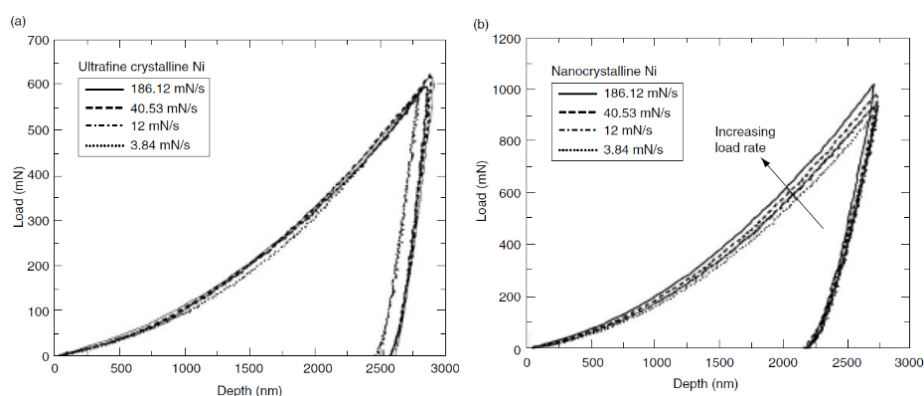 (a)
700
600
500
400
300
200
100
0
Load (mN)
Ultrafine crystalline Ni
186.12 mN/s
40.53 mN/s
12 mN/s
3.84 mN/s
0 500 1000 1500 2000 2500 3000
Depth (nm)
(b)
1200
1000
800
600
400
200
0
Load (mN)
Nanocrystalline Ni
186.12 mN/s
40.53 mN/s
12 mN/s
3.84 mN/s
Increasing
load rate
0 500 1000 1500 2000 2500 3000
Depth (nm)